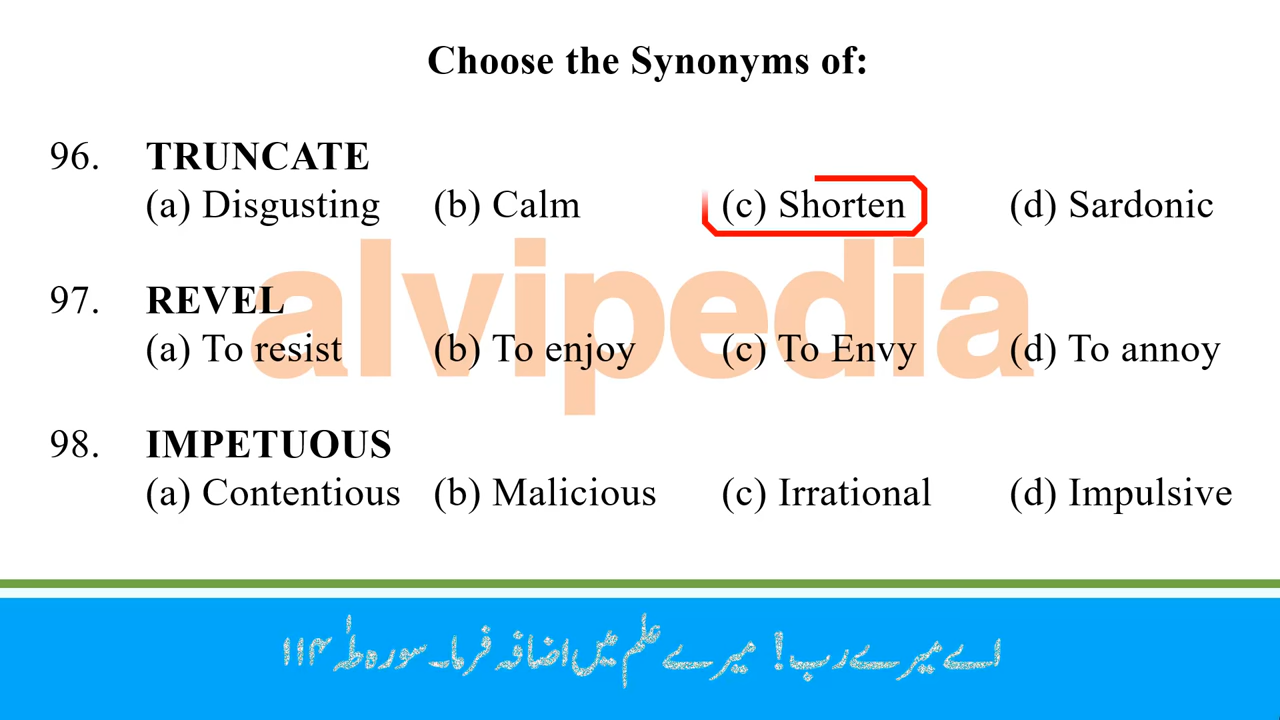 Choose the Synonyms of:
96. TRUNCATE
(a) Disgusting (b) Calm (c) Shorten (d) Sardonic
97. REVEL
(a) To resist (b) To enjoy (c) To Envy (d) To annoy
alvipedia
98. IMPETUOUS
(a) Contentious (b) Malicious (c) Irrational (d) Impulsive
اے میرے رب! میرے علم میں اضافہ فرما۔ سورہ طہٰ ۱۱۴